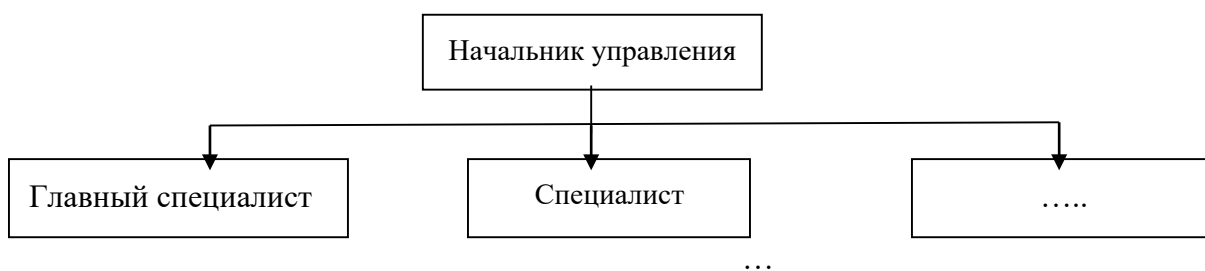 Начальник управления
Главный специалист
Специалист
…..
…